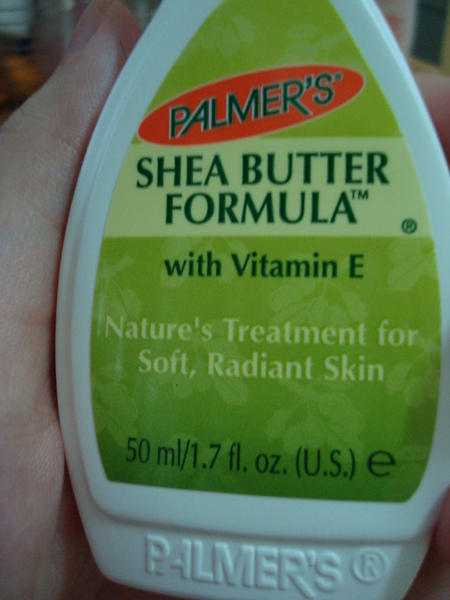 PALMER'S®
SHEA BUTTER
FORMULA™
®
with Vitamin E
Nature's Treatment for
Soft, Radiant Skin
50 ml/1.7 fl. oz. (U.S.) ℮
PALMER'S®